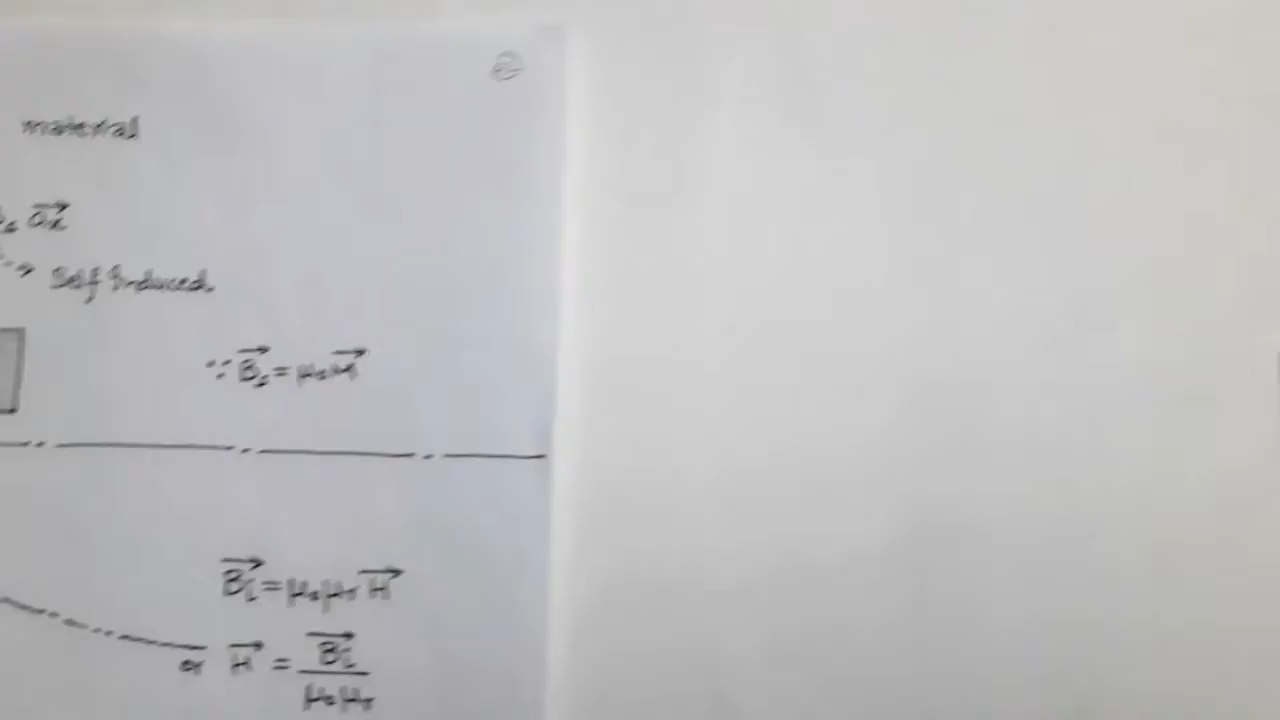 material
→ Self Induced.
∵ B⃗s = μ₀M⃗
B⃗i = μ₀μr H⃗
or H⃗ = B⃗i / μ₀μr